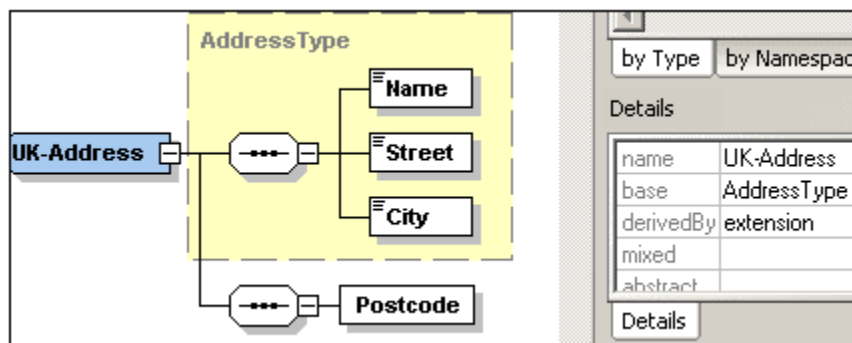 AddressType
Name
UK-Address
Street
City
Postcode
by Type
by Namespac
Details
name UK-Address
base AddressType
derivedBy extension
mixed
abstract
Details